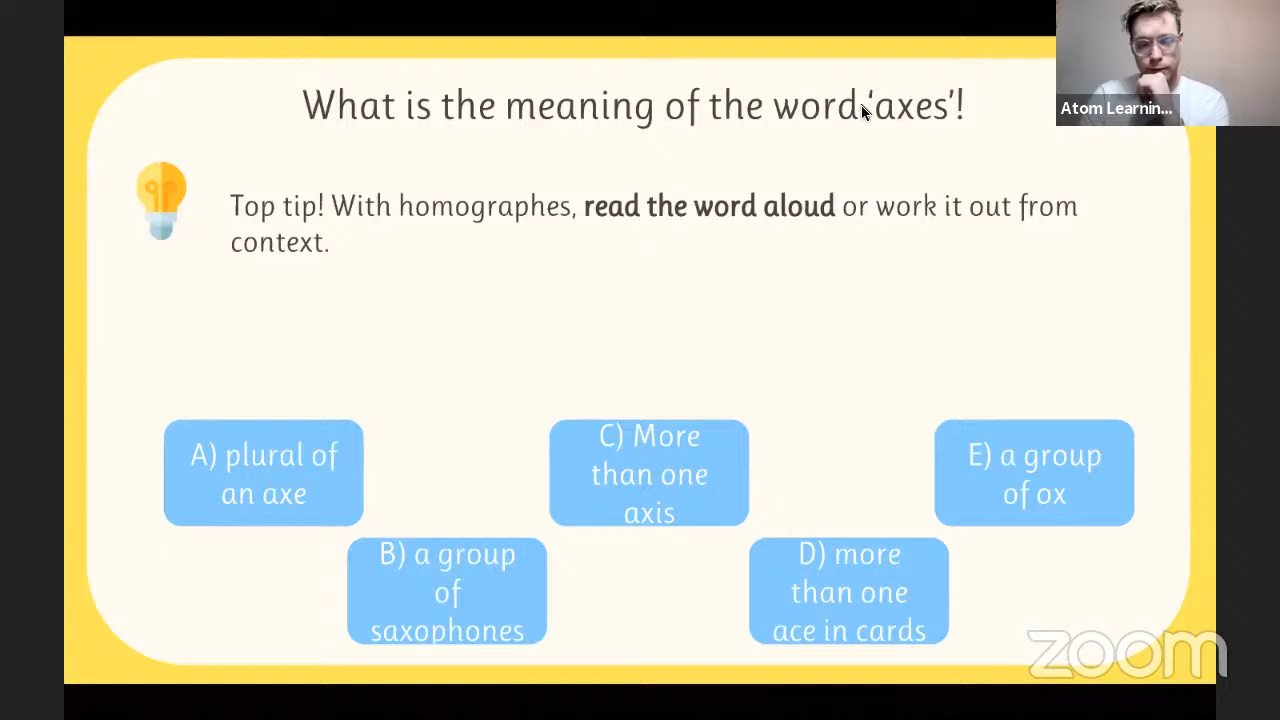 What is the meaning of the word ‘axes’!
Atom Learnin...
Top tip! With homographes, read the word aloud or work it out from
context.
A) plural of
an axe
C) More
than one
axis
E) a group
of ox
B) a group
of
saxophones
D) more
than one
ace in cards
zoom